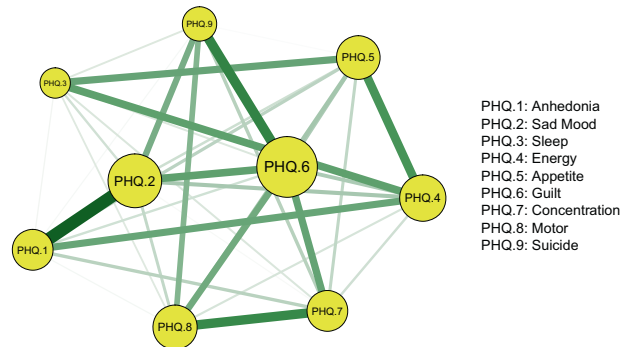 PHQ.9
PHQ.5
PHQ.3
PHQ.6
PHQ.2
PHQ.4
PHQ.1
PHQ.7
PHQ.8
PHQ.1: Anhedonia
PHQ.2: Sad Mood
PHQ.3: Sleep
PHQ.4: Energy
PHQ.5: Appetite
PHQ.6: Guilt
PHQ.7: Concentration
PHQ.8: Motor
PHQ.9: Suicide